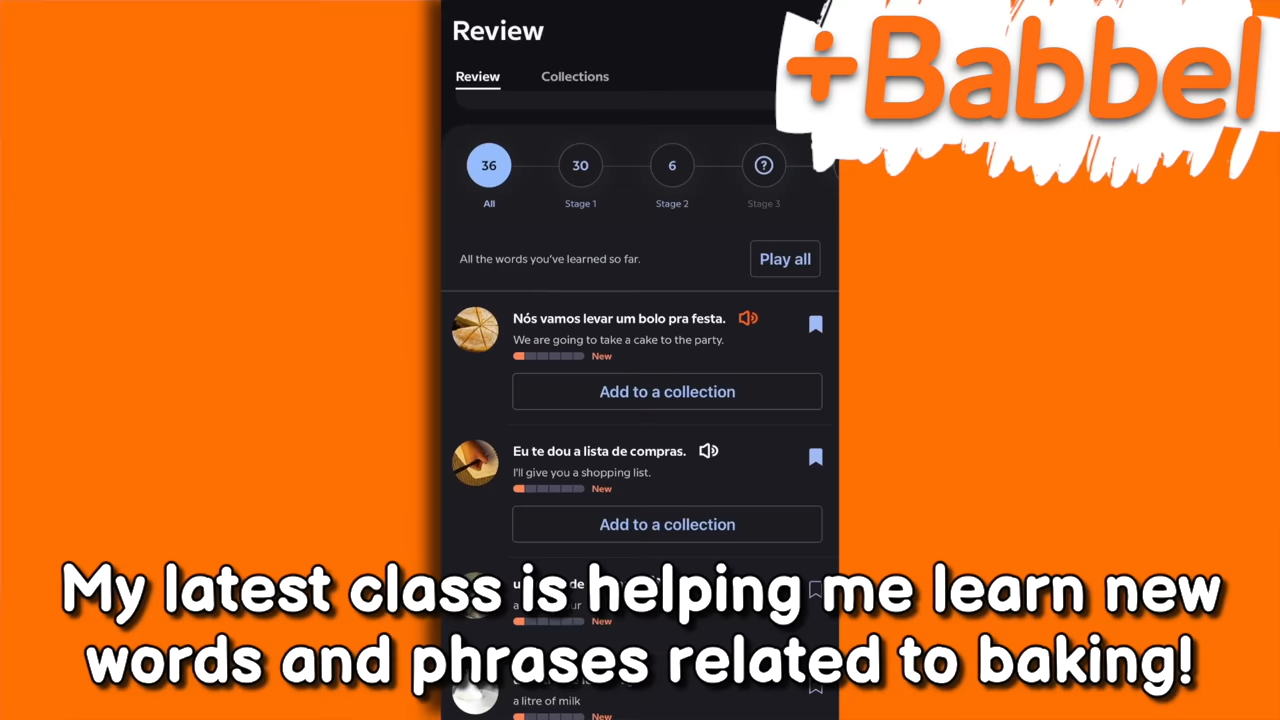 Review
+Babbel
Review
Collections
36
30
6
?
All
Stage 1
Stage 2
Stage 3
All the words you've learned so far.
Play all
Nós vamos levar um bolo pra festa.
We are going to take a cake to the party.
New
Add to a collection
Eu te dou a lista de compras.
I'll give you a shopping list.
New
Add to a collection
New
My latest class is helping me learn new
words and phrases related to baking!
a litre of milk
New